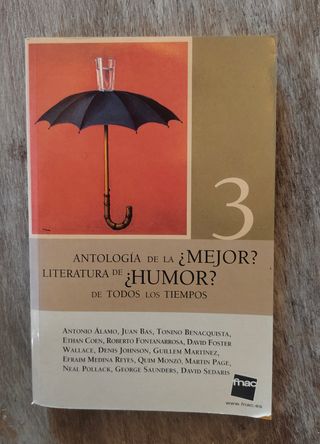 3
ANTOLOGÍA DE LA ¿MEJOR?
LITERATURA DE ¿HUMOR?
DE TODOS LOS TIEMPOS
ANTONIO ÁLAMO, JUAN BAS, TONINO BENACQUISTA,
ETHAN COEN, ROBERTO FONTANARROSA, DAVID FOSTER
WALLACE, DENIS JOHNSON, GUILLEM MARTINEZ,
EFRAIM MEDINA REYES, QUIM MONZÓ, MARTIN PAGE,
NEAL POLLACK, GEORGE SAUNDERS, DAVID SEDARIS
fnac
www.fnac.es